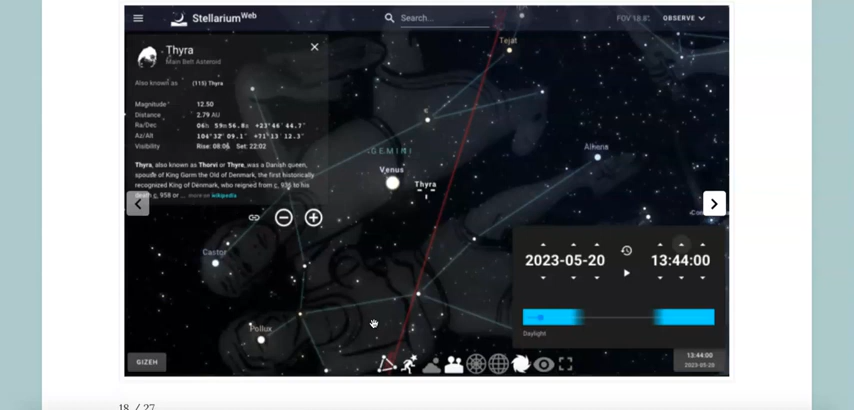 StellariumWeb
Search...
FOV 18.8°
OBSERVE
Thyra
Main Belt Asteroid
Also known as (115) Thyra
Magnitude 12.50
Distance 2.79 AU
Ra/Dec 06h 59m 56.8s +23°46'44.7"
Az/Alt 104°32'09.1" +71°13'12.3"
Visibility Rise: 08:06 Set: 22:02
Thyra, also known as Thorvi or Thyre, was a Danish queen,
spouse of King Garm the Old of Denmark, the first historically
recognized King of Denmark, who reigned from c. 936 to his
death c. 958 or ... more on wikipedia
Tejat
GEMINI
Venus
Thyra
Alhena
Castor
Pollux
2023-05-20
13:44:00
Daylight
GIZEH
13:44:00
2023-05-20
18 / 27